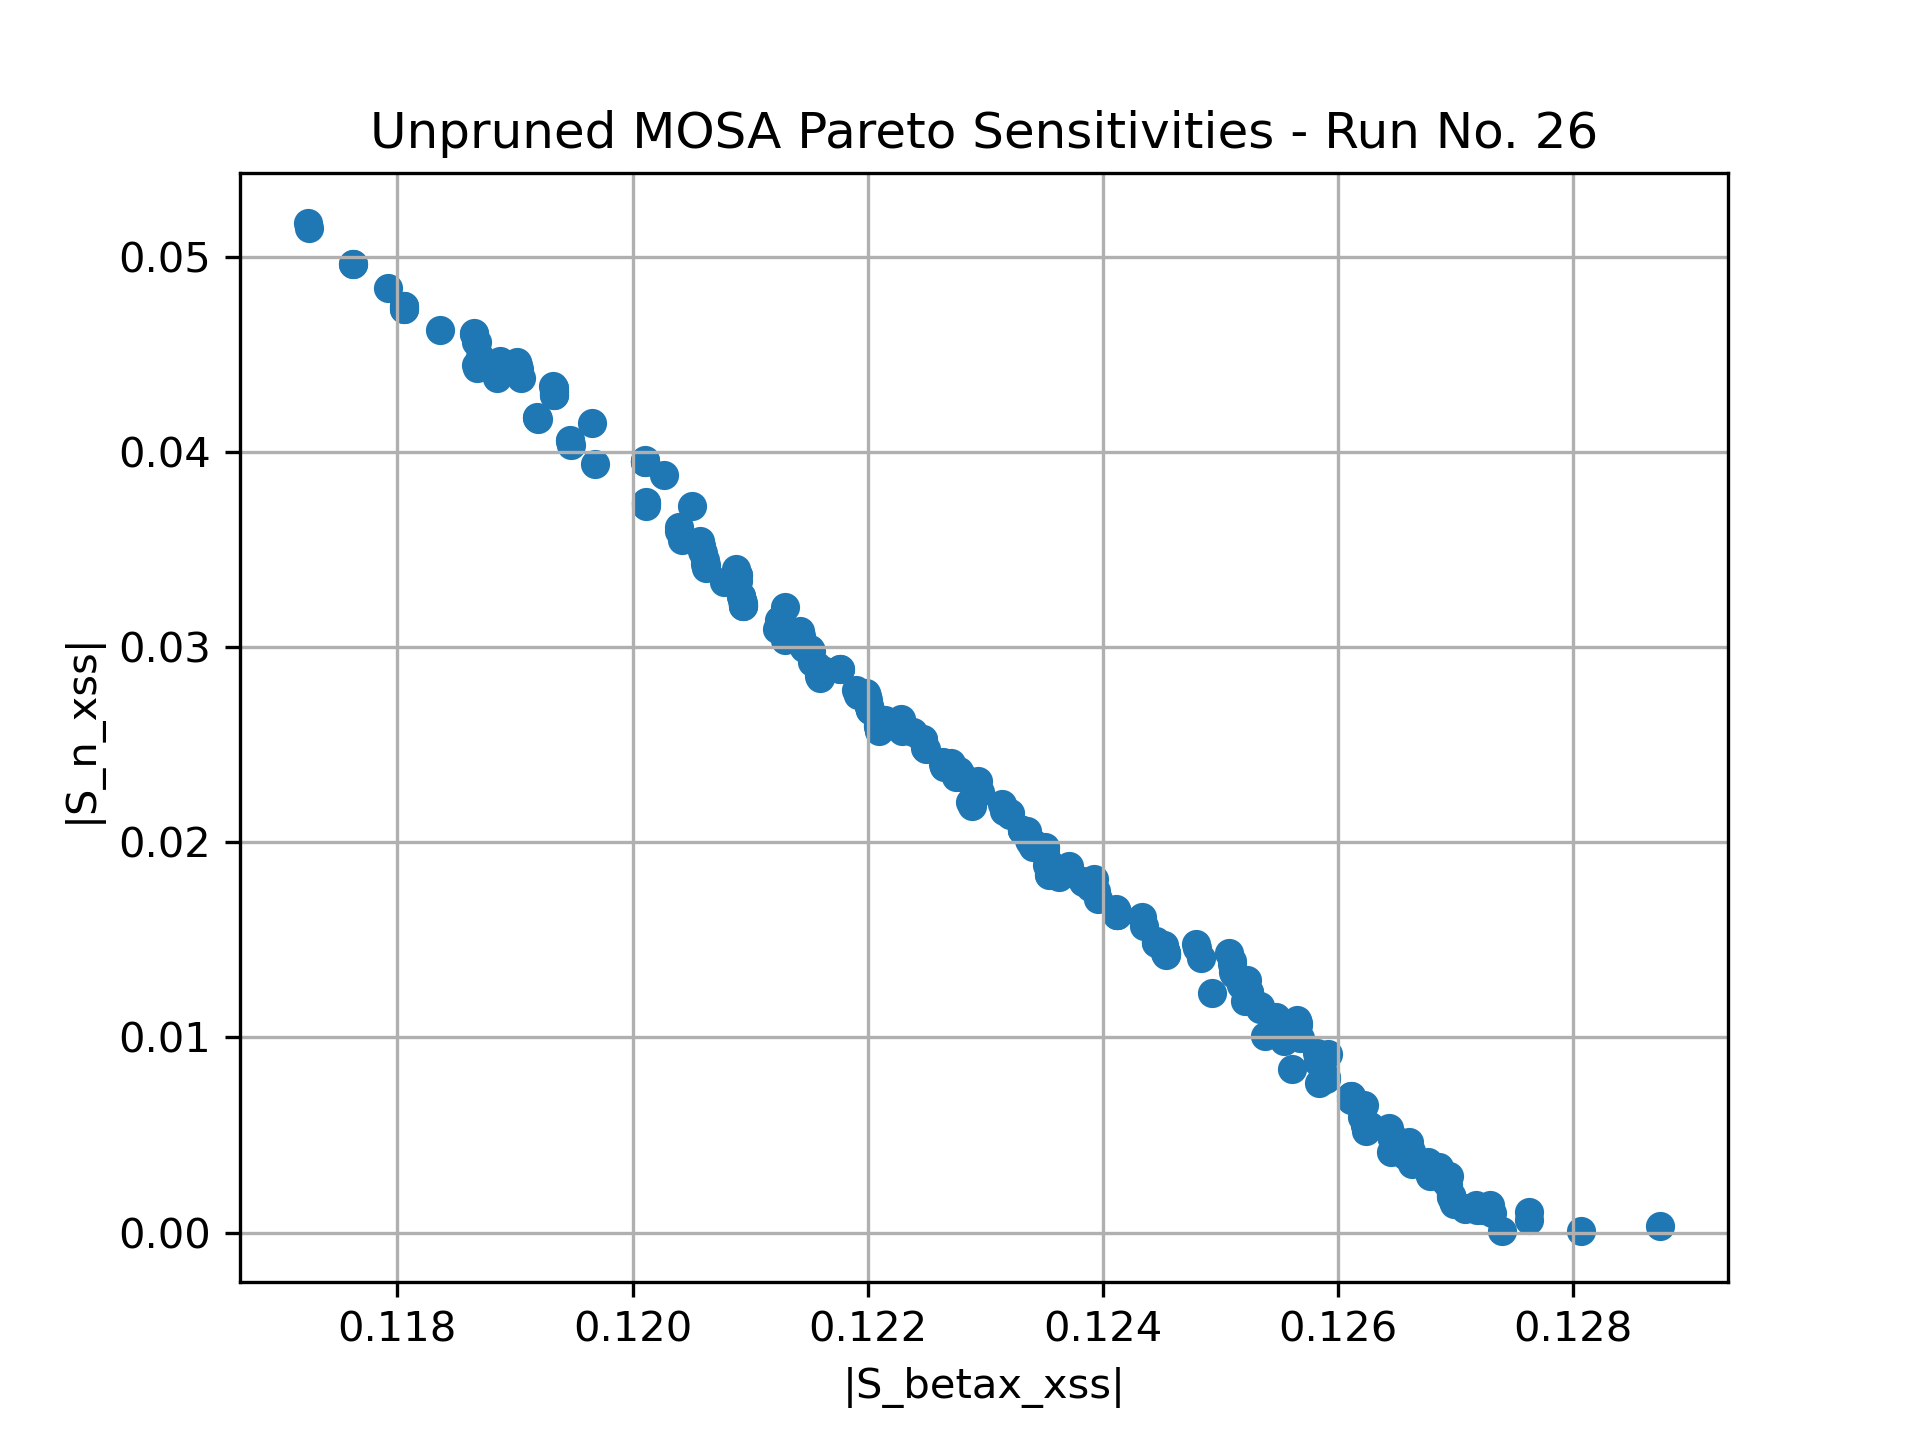 Unpruned MOSA Pareto Sensitivities - Run No. 26
0.05
0.04
0.03
0.02
0.01
0.00
|S_n_xss|
0.118 0.120 0.122 0.124 0.126 0.128
|S_betax_xss|